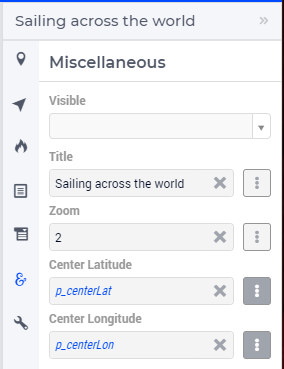 Sailing across the world »
Miscellaneous
Visible
Title
Sailing across the world
Zoom
2
Center Latitude
&
p_centerLat
Center Longitude
p_centerLon